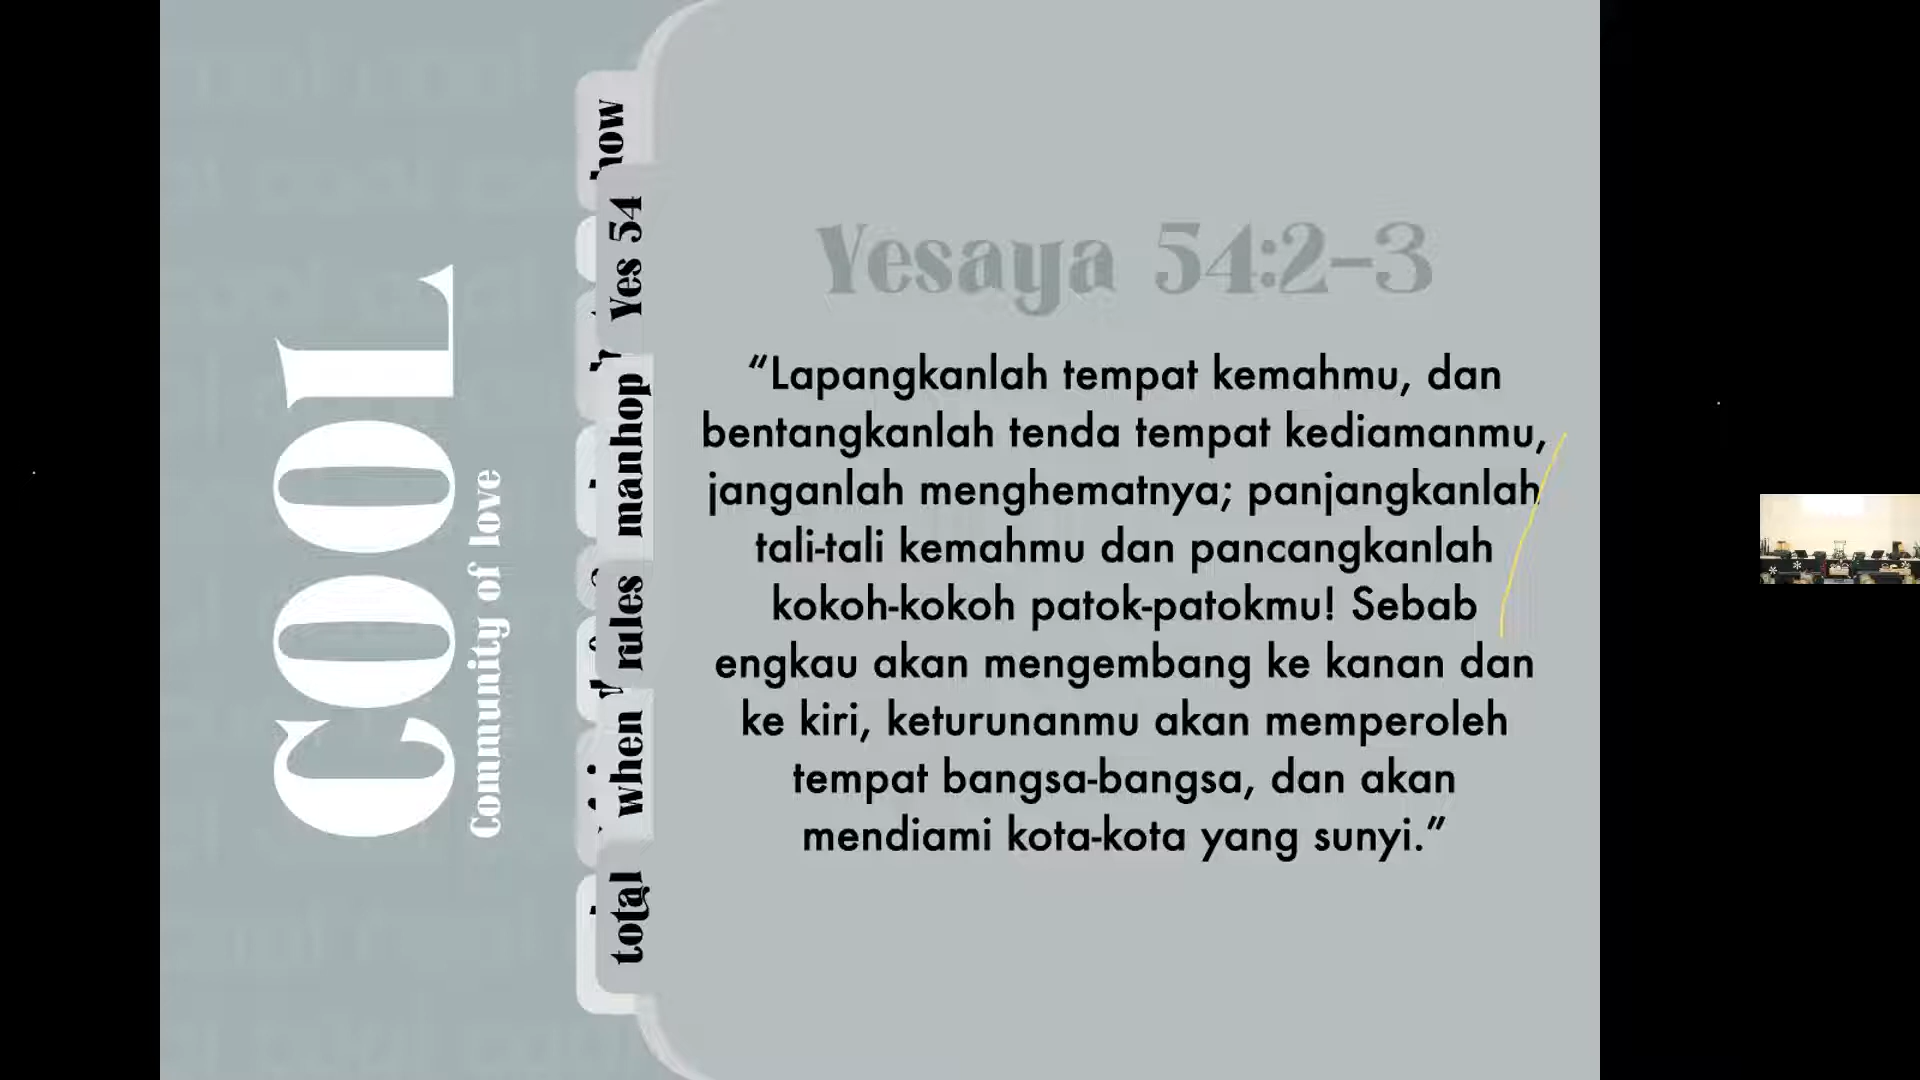 COOL
Community of love
how
Yes 54
manhop
rules
when
total
Yesaya 54:2-3
“Lapangkanlah tempat kemahmu, dan
bentangkanlah tenda tempat kediamanmu,
janganlah menghematnya; panjangkanlah
tali-tali kemahmu dan pancangkanlah
kokoh-kokoh patok-patokmu! Sebab
engkau akan mengembang ke kanan dan
ke kiri, keturunanmu akan memperoleh
tempat bangsa-bangsa, dan akan
mendiami kota-kota yang sunyi.”